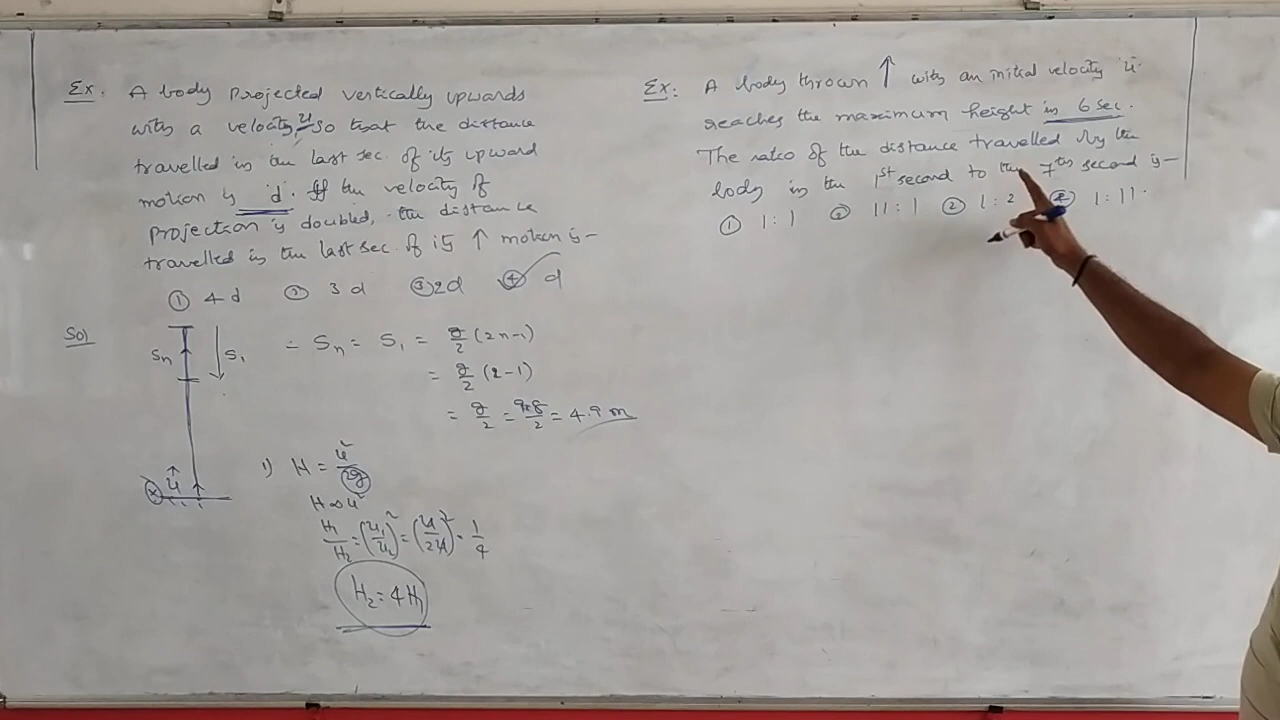 Ex. A body projected vertically upwards
with a velocity u so that the distance
travelled in the last sec. of its upward
motion is 'd'. If the velocity of
projection is doubled, the distance
travelled in the last sec. of its ↑ motion is -
① 4d ② 3d ③ 2d ④ d
Sol
Sn S1 = Sn = S1 = g/2 (2n-1)
= g/2 (2-1)
= g/2 = 9.8/2 = 4.9 m
u
1) H = u²/2g
H ∝ u²
H1/H2 = (u1/u2)² = (u/2u)² = 1/4
H2 = 4H1
Ex: A body thrown ↑ with an initial velocity 'u'
reaches the maximum height in 6 sec.
The ratio of the distance travelled by the
body in the 1st second to the 7th second is -
① 1:1 ② 11:1 ② 1:2 1:11.